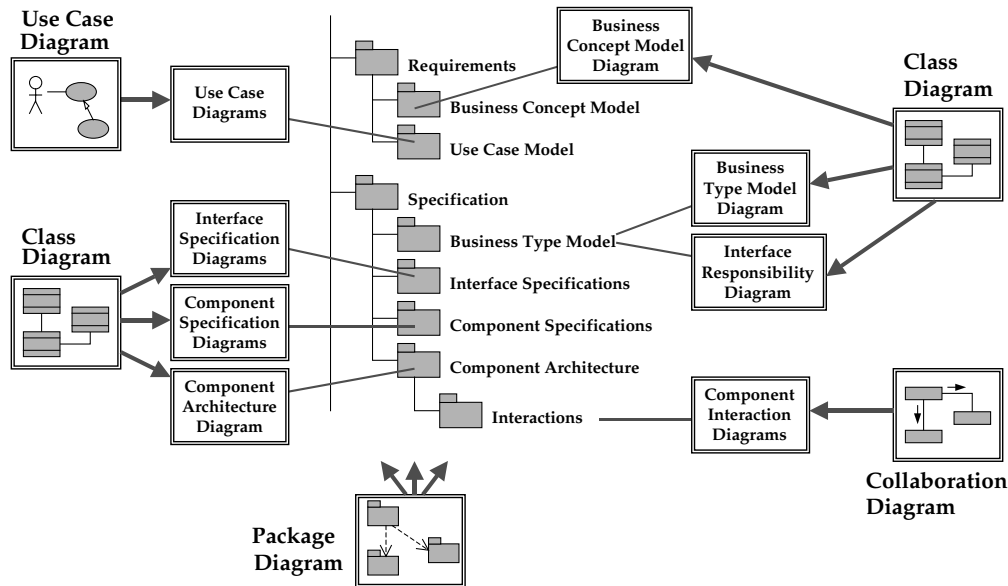 Use Case
Diagram
Use Case
Diagrams
Requirements
Business Concept Model
Use Case Model
Business
Concept Model
Diagram
Class
Diagram
Specification
Business Type Model
Interface Specifications
Component Specifications
Component Architecture
Interactions
Business
Type Model
Diagram
Interface
Responsibility
Diagram
Class
Diagram
Interface
Specification
Diagrams
Component
Specification
Diagrams
Component
Architecture
Diagram
Component
Interaction
Diagrams
Collaboration
Diagram
Package
Diagram